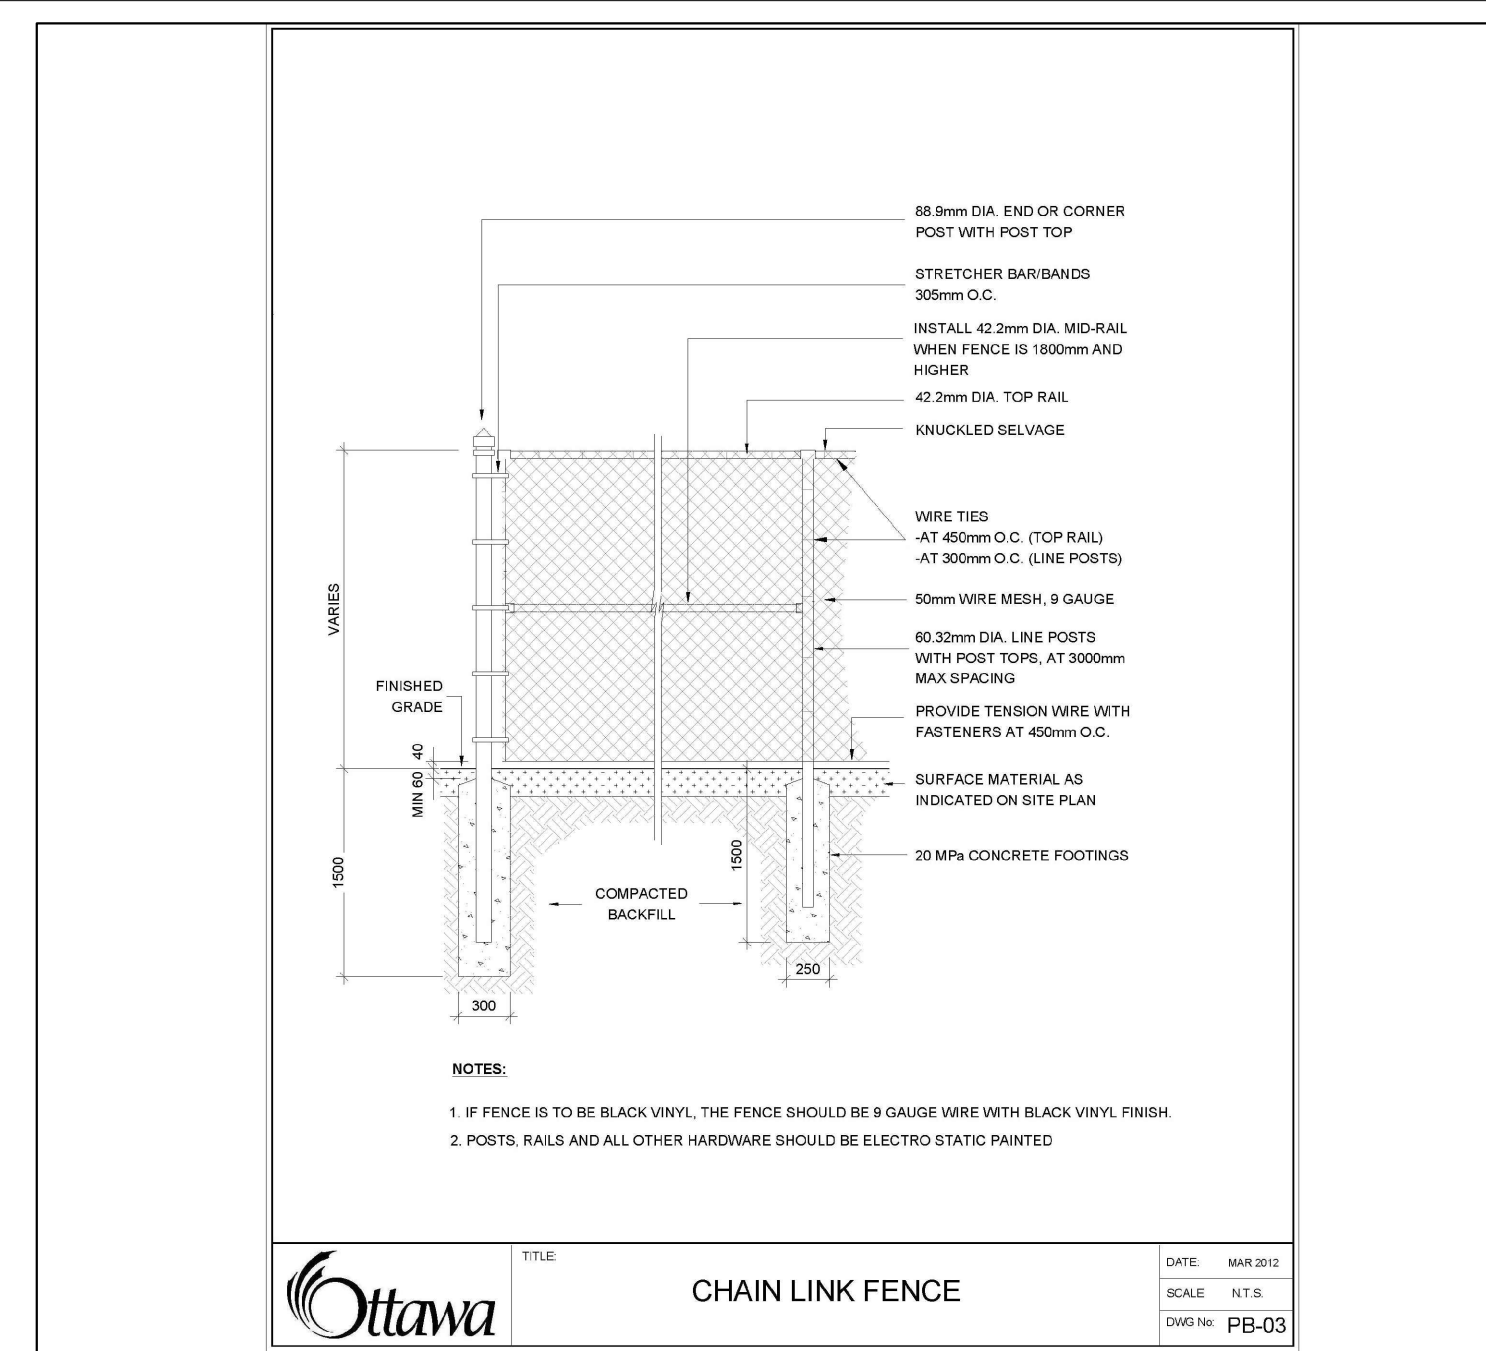 88.9mm DIA. END OR CORNER
POST WITH POST TOP
STRETCHER BAR/BANDS
305mm O.C.
INSTALL 42.2mm DIA. MID-RAIL
WHEN FENCE IS 1800mm AND
HIGHER
42.2mm DIA. TOP RAIL
KNUCKLED SELVAGE
WIRE TIES
-AT 450mm O.C. (TOP RAIL)
-AT 300mm O.C. (LINE POSTS)
50mm WIRE MESH, 9 GAUGE
60.32mm DIA. LINE POSTS
WITH POST TOPS, AT 3000mm
MAX SPACING
PROVIDE TENSION WIRE WITH
FASTENERS AT 450mm O.C.
SURFACE MATERIAL AS
INDICATED ON SITE PLAN
20 MPa CONCRETE FOOTINGS
VARIES
FINISHED
GRADE
40
MIN 60
1500
1500
COMPACTED
BACKFILL
250
300
NOTES:
1. IF FENCE IS TO BE BLACK VINYL, THE FENCE SHOULD BE 9 GAUGE WIRE WITH BLACK VINYL FINISH.
2. POSTS, RAILS AND ALL OTHER HARDWARE SHOULD BE ELECTRO STATIC PAINTED
Ottawa
TITLE:
CHAIN LINK FENCE
DATE: MAR 2012
SCALE N.T.S.
DWG No: PB-03